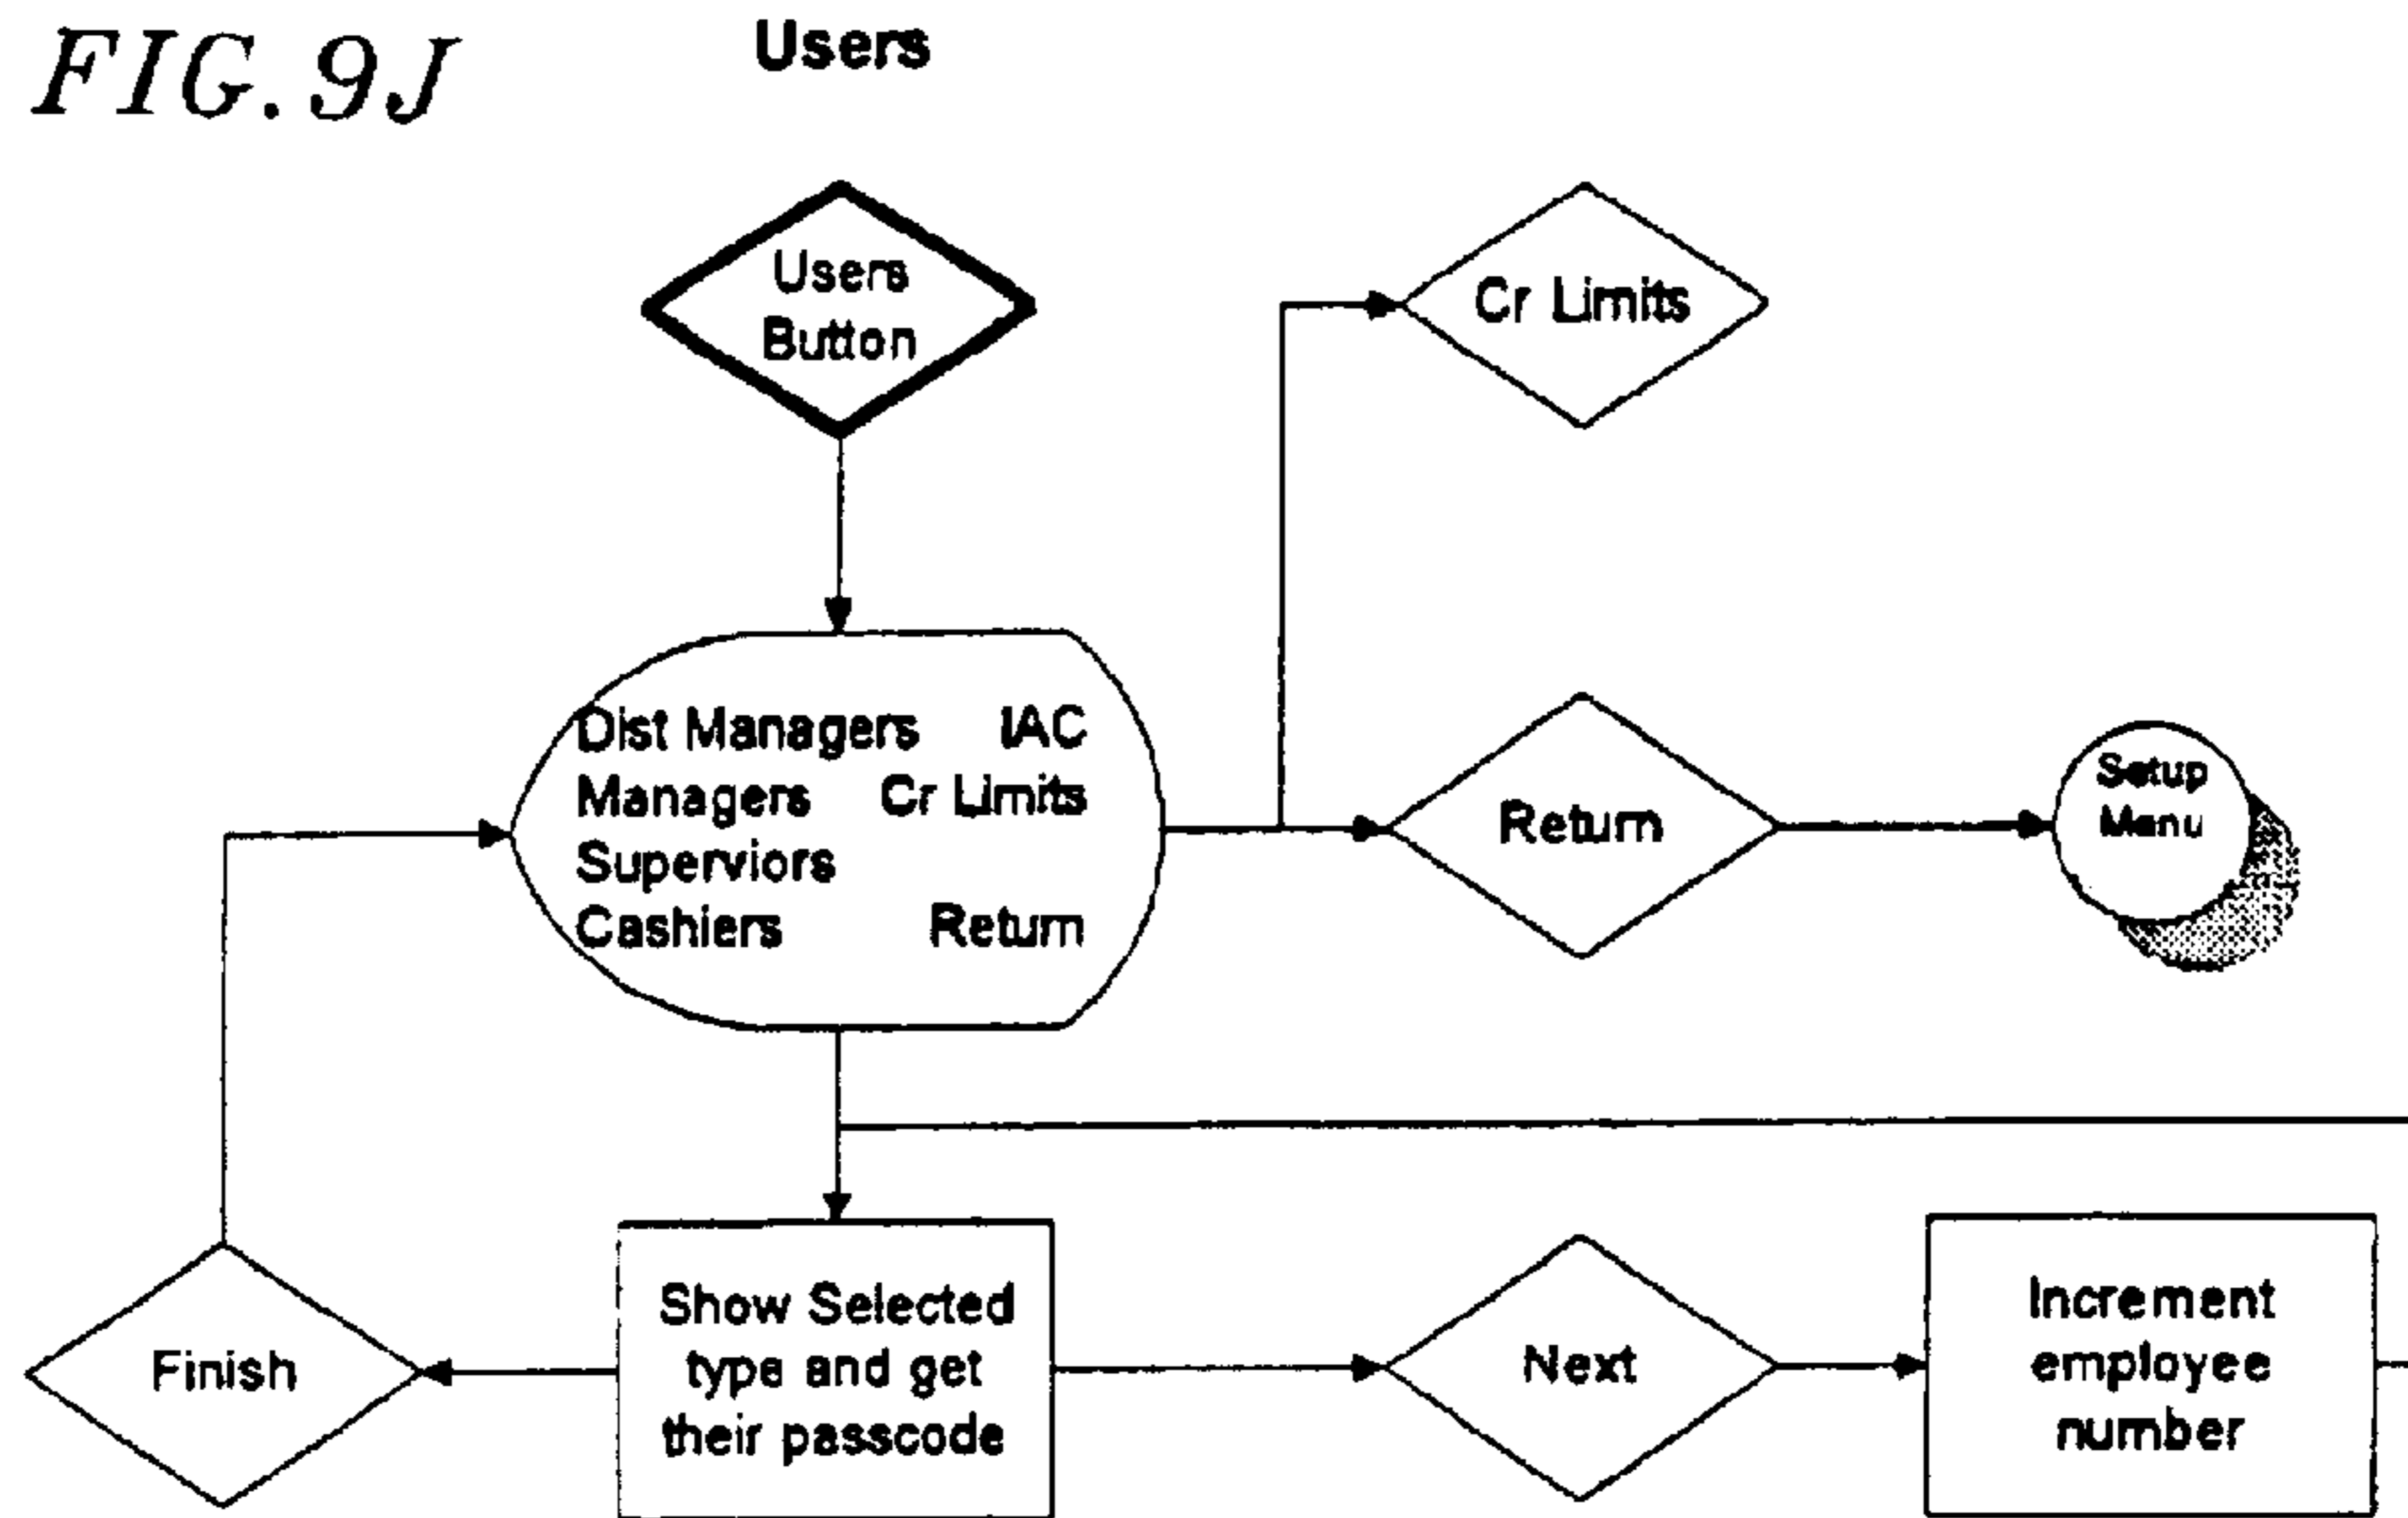 FIG. 9J
Users
Users
Button
Cr Limits
Dist Managers IAC
Managers Cr Limits
Superviors
Cashiers Return
Return
Setup
Menu
Finish
Show Selected
type and get
their passcode
Next
Increment
employee
number